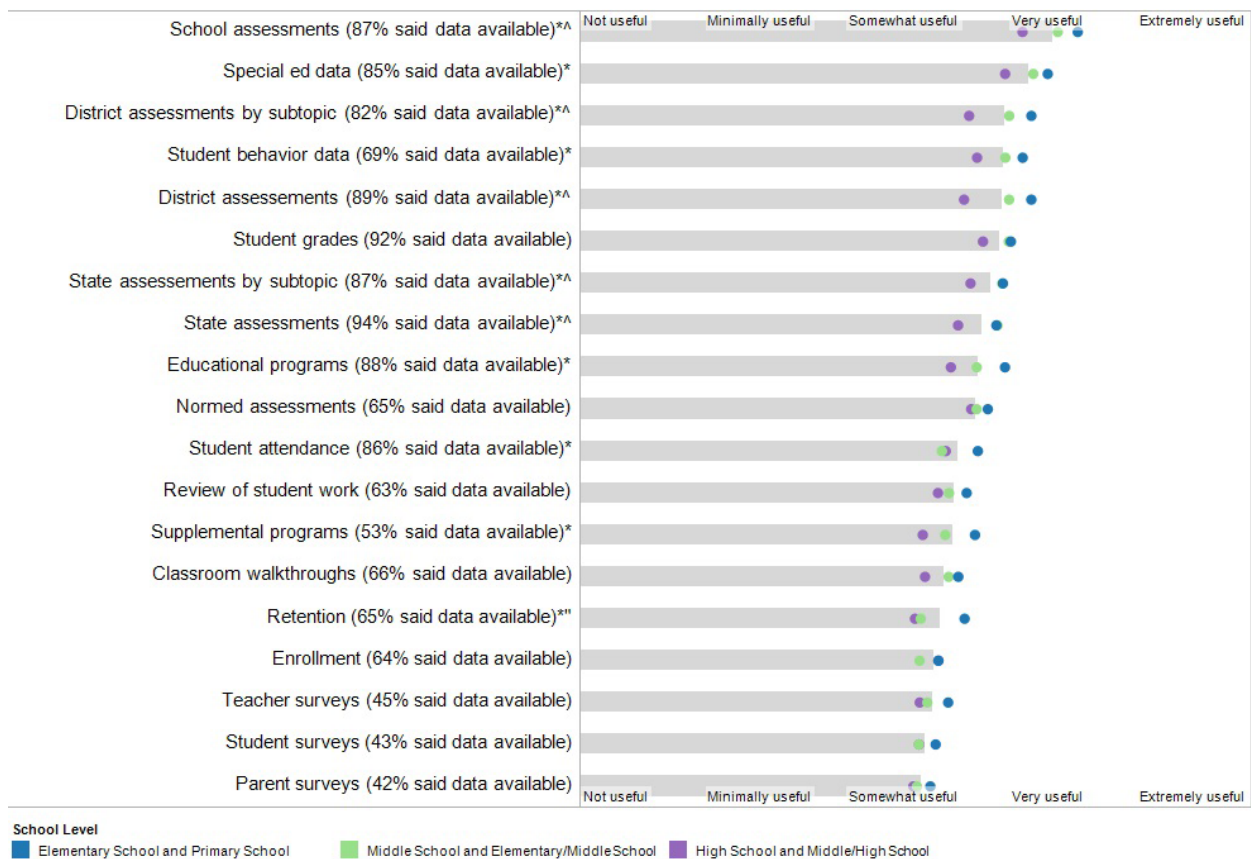 Not useful Minimally useful Somewhat useful Very useful Extremely useful
School assessments (87% said data available)*^
Special ed data (85% said data available)*
District assessments by subtopic (82% said data available)*^
Student behavior data (69% said data available)*
District assessements (89% said data available)*^
Student grades (92% said data available)
State assessements by subtopic (87% said data available)*^
State assessments (94% said data available)*^
Educational programs (88% said data available)*
Normed assessments (65% said data available)
Student attendance (86% said data available)*
Review of student work (63% said data available)
Supplemental programs (53% said data available)*
Classroom walkthroughs (66% said data available)
Retention (65% said data available)*"
Enrollment (64% said data available)
Teacher surveys (45% said data available)
Student surveys (43% said data available)
Parent surveys (42% said data available)
Not useful Minimally useful Somewhat useful Very useful Extremely useful
School Level
Elementary School and Primary School Middle School and Elementary/Middle School High School and Middle/High School